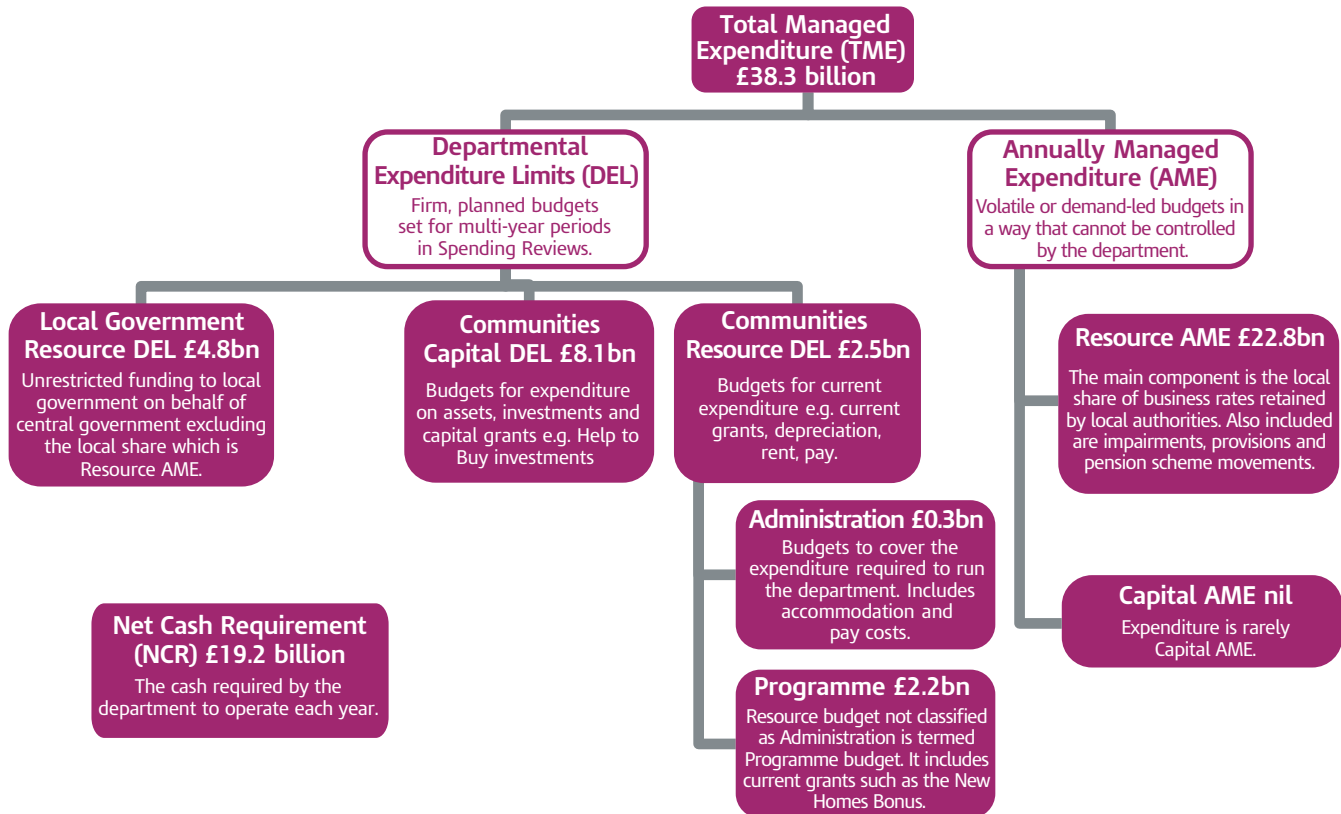 Total Managed
Expenditure (TME)
£38.3 billion
Departmental
Expenditure Limits (DEL)
Firm, planned budgets
set for multi-year periods
in Spending Reviews.
Annually Managed
Expenditure (AME)
Volatile or demand-led budgets in
a way that cannot be controlled
by the department.
Local Government
Resource DEL £4.8bn
Unrestricted funding to local
government on behalf of
central government excluding
the local share which is
Resource AME.
Communities
Capital DEL £8.1bn
Budgets for expenditure
on assets, investments and
capital grants e.g. Help to
Buy investments
Communities
Resource DEL £2.5bn
Budgets for current
expenditure e.g. current
grants, depreciation,
rent, pay.
Resource AME £22.8bn
The main component is the local
share of business rates retained
by local authorities. Also included
are impairments, provisions and
pension scheme movements.
Administration £0.3bn
Budgets to cover the
expenditure required to run
the department. Includes
accommodation and
pay costs.
Capital AME nil
Expenditure is rarely
Capital AME.
Net Cash Requirement
(NCR) £19.2 billion
The cash required by the
department to operate each year.
Programme £2.2bn
Resource budget not classified
as Administration is termed
Programme budget. It includes
current grants such as the New
Homes Bonus.